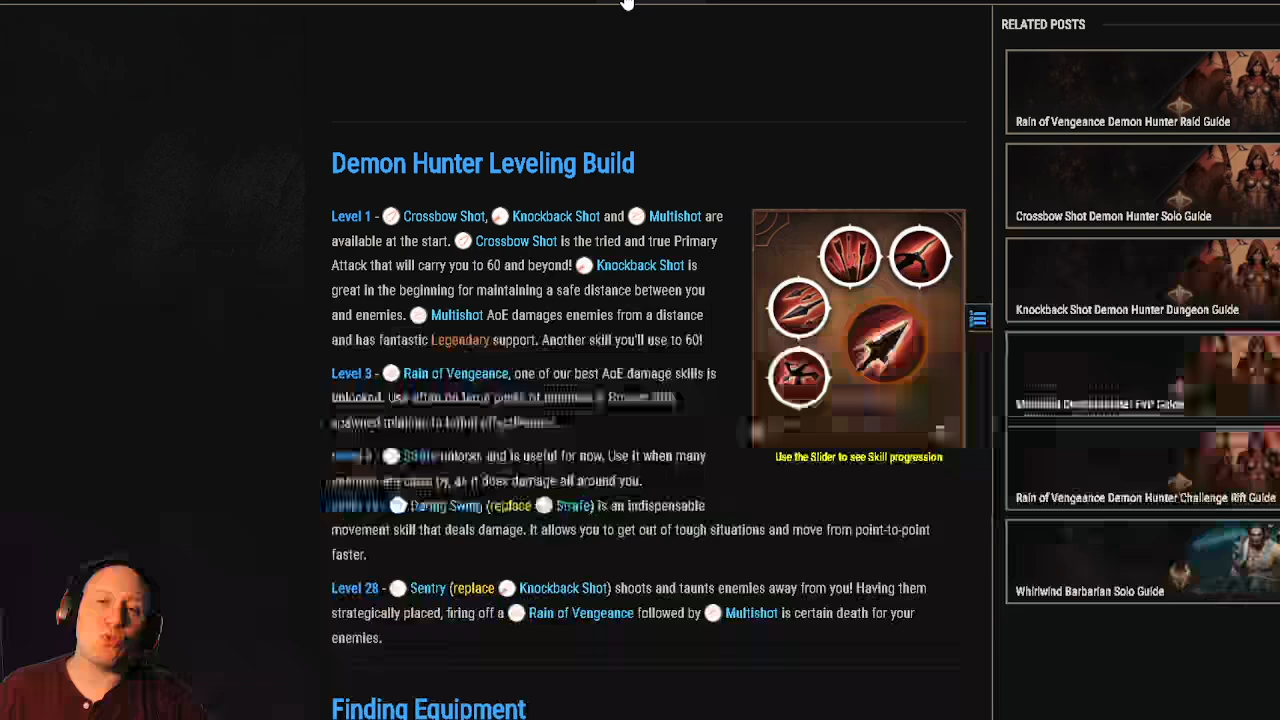 RELATED POSTS
Rain of Vengeance Demon Hunter Raid Guide
Crossbow Shot Demon Hunter Solo Guide
Knockback Shot Demon Hunter Dungeon Guide
Rain of Vengeance Demon Hunter Challenge Rift Guide
Whirlwind Barbarian Solo Guide
Demon Hunter Leveling Build
Level 1 - Crossbow Shot, Knockback Shot and Multishot are
available at the start. Crossbow Shot is the tried and true Primary
Attack that will carry you to 60 and beyond! Knockback Shot is
great in the beginning for maintaining a safe distance between you
and enemies. Multishot AoE damages enemies from a distance
and has fantastic Legendary support. Another skill you'll use to 60!
Level 3 - Rain of Vengeance, one of our best AoE damage skills is
unlocked. Use
unlocks and is useful for now, Use it when many
as it does damage all around you.
Daring Swing (replace Strafe) is an indispensable
movement skill that deals damage. It allows you to get out of tough situations and move from point-to-point
faster.
Level 28 - Sentry (replace Knockback Shot) shoots and taunts enemies away from you! Having them
strategically placed, firing off a Rain of Vengeance followed by Multishot is certain death for your
enemies.
Use the Slider to see Skill progression
Finding Equipment